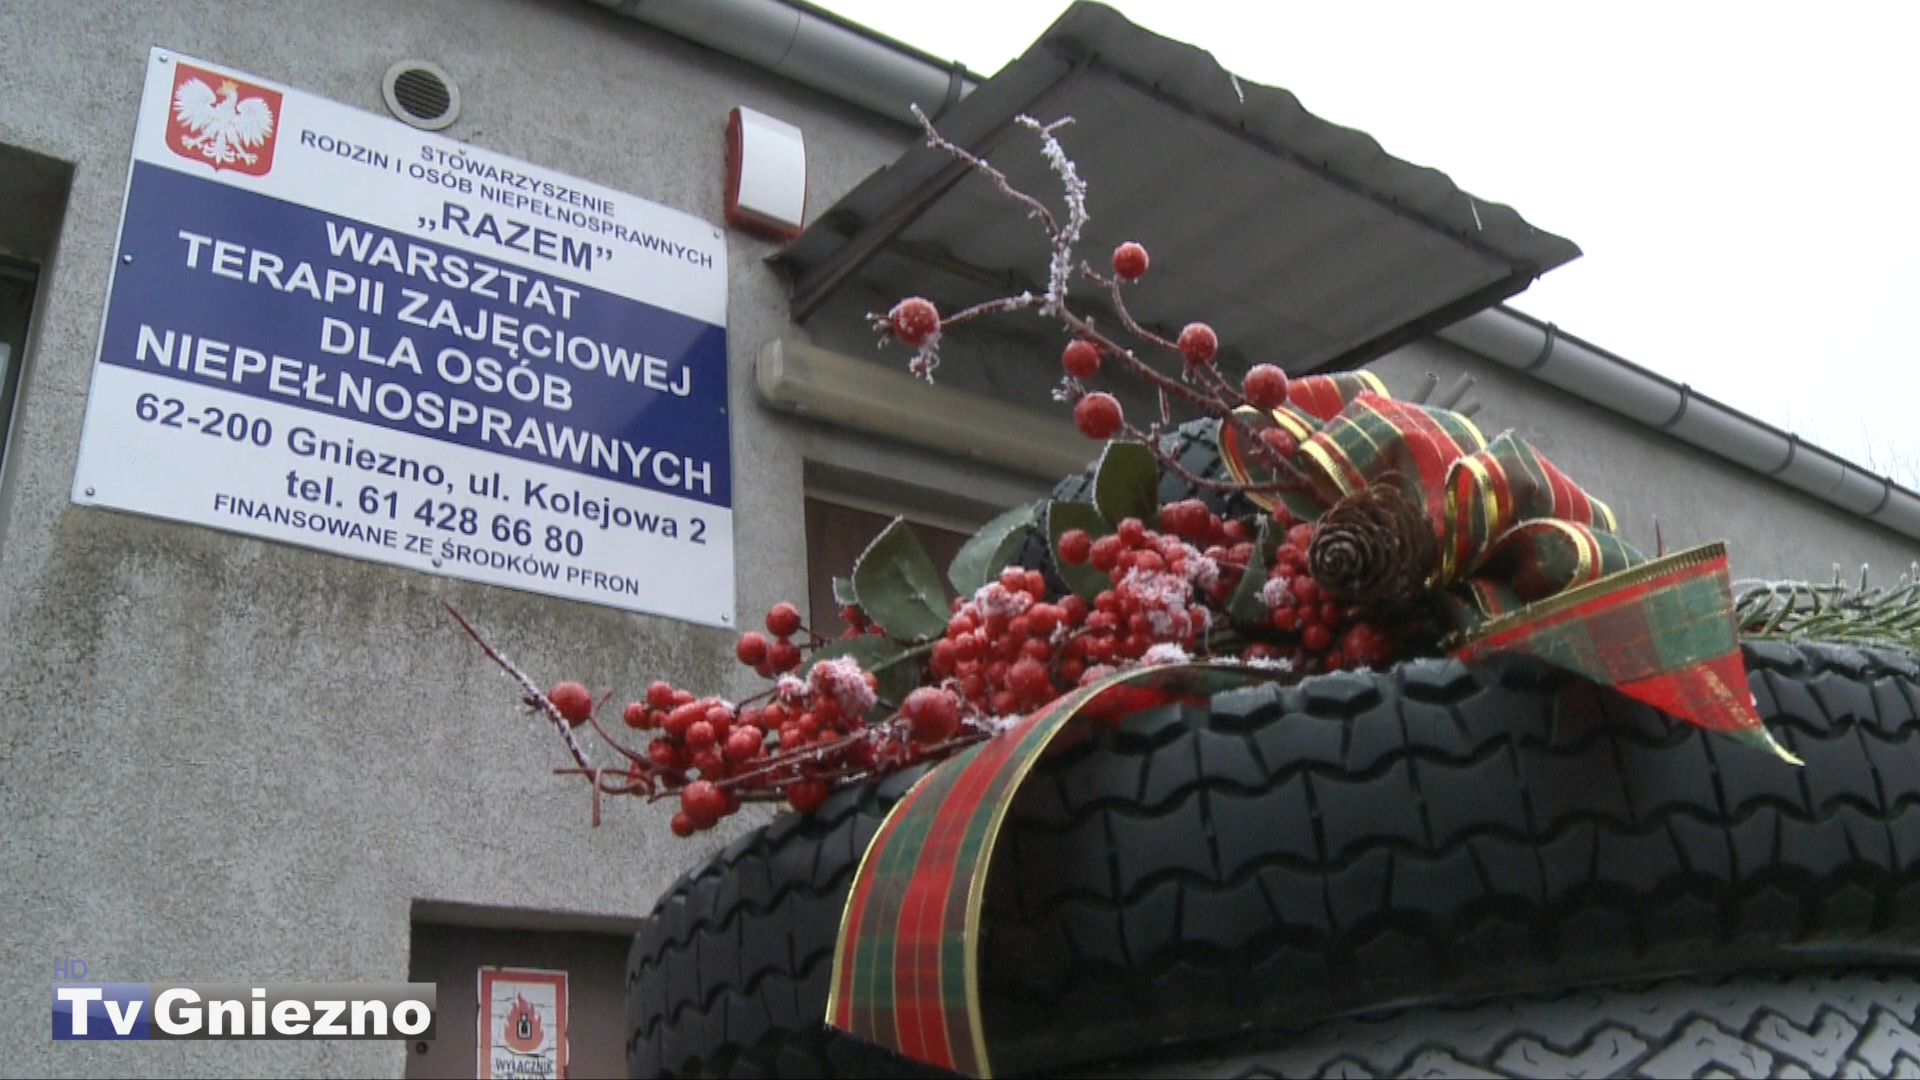 STOWARZYSZENIE
RODZIN I OSÓB NIEPEŁNOSPRAWNYCH
„RAZEM”
WARSZTAT
TERAPII ZAJĘCIOWEJ
DLA OSÓB
NIEPEŁNOSPRAWNYCH
62-200 Gniezno, ul. Kolejowa 2
tel. 61 428 66 80
FINANSOWANE ZE ŚRODKÓW PFRON
HD
TvGniezno
WYŁĄCZNIK